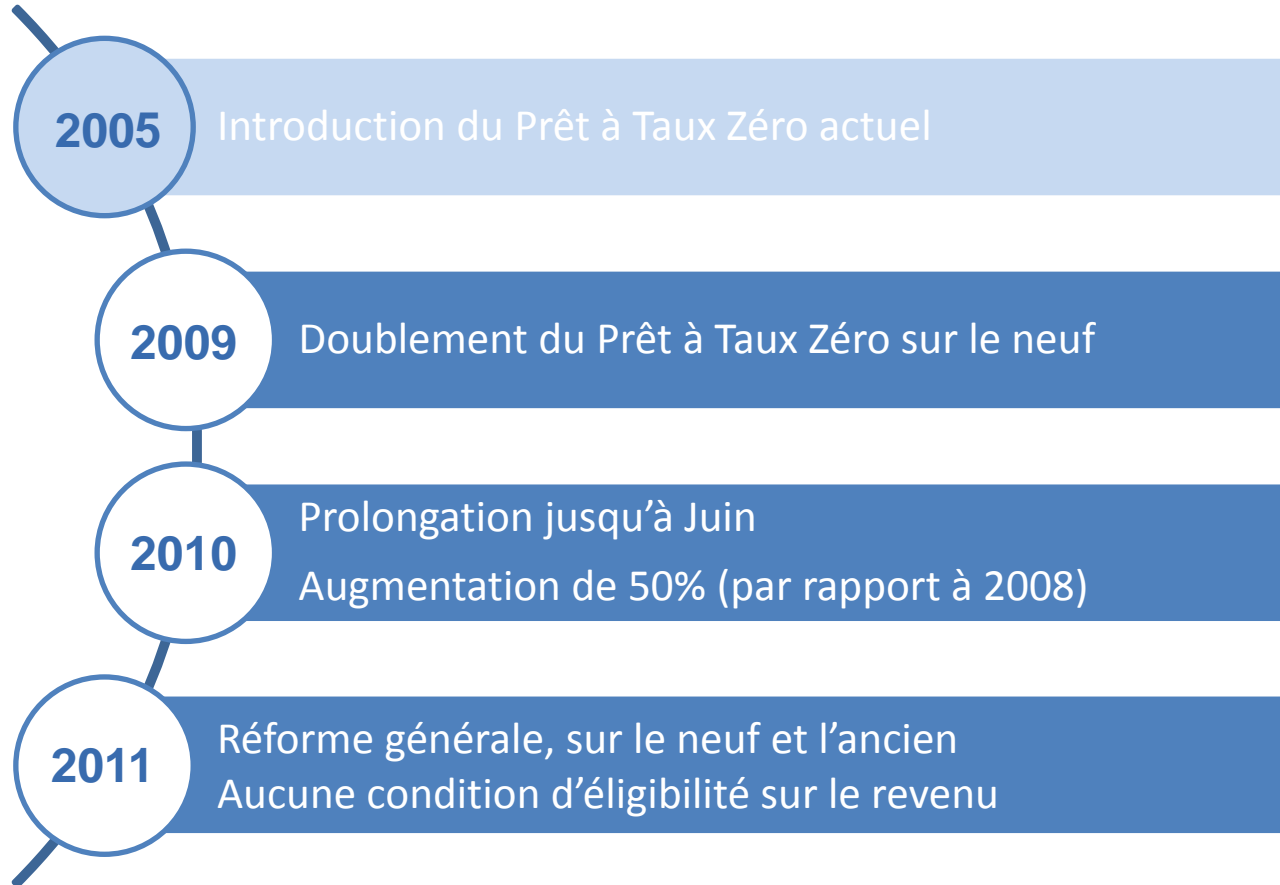 2005
Introduction du Prêt à Taux Zéro actuel
2009
Doublement du Prêt à Taux Zéro sur le neuf
2010
Prolongation jusqu’à Juin
Augmentation de 50% (par rapport à 2008)
2011
Réforme générale, sur le neuf et l’ancien
Aucune condition d’éligibilité sur le revenu